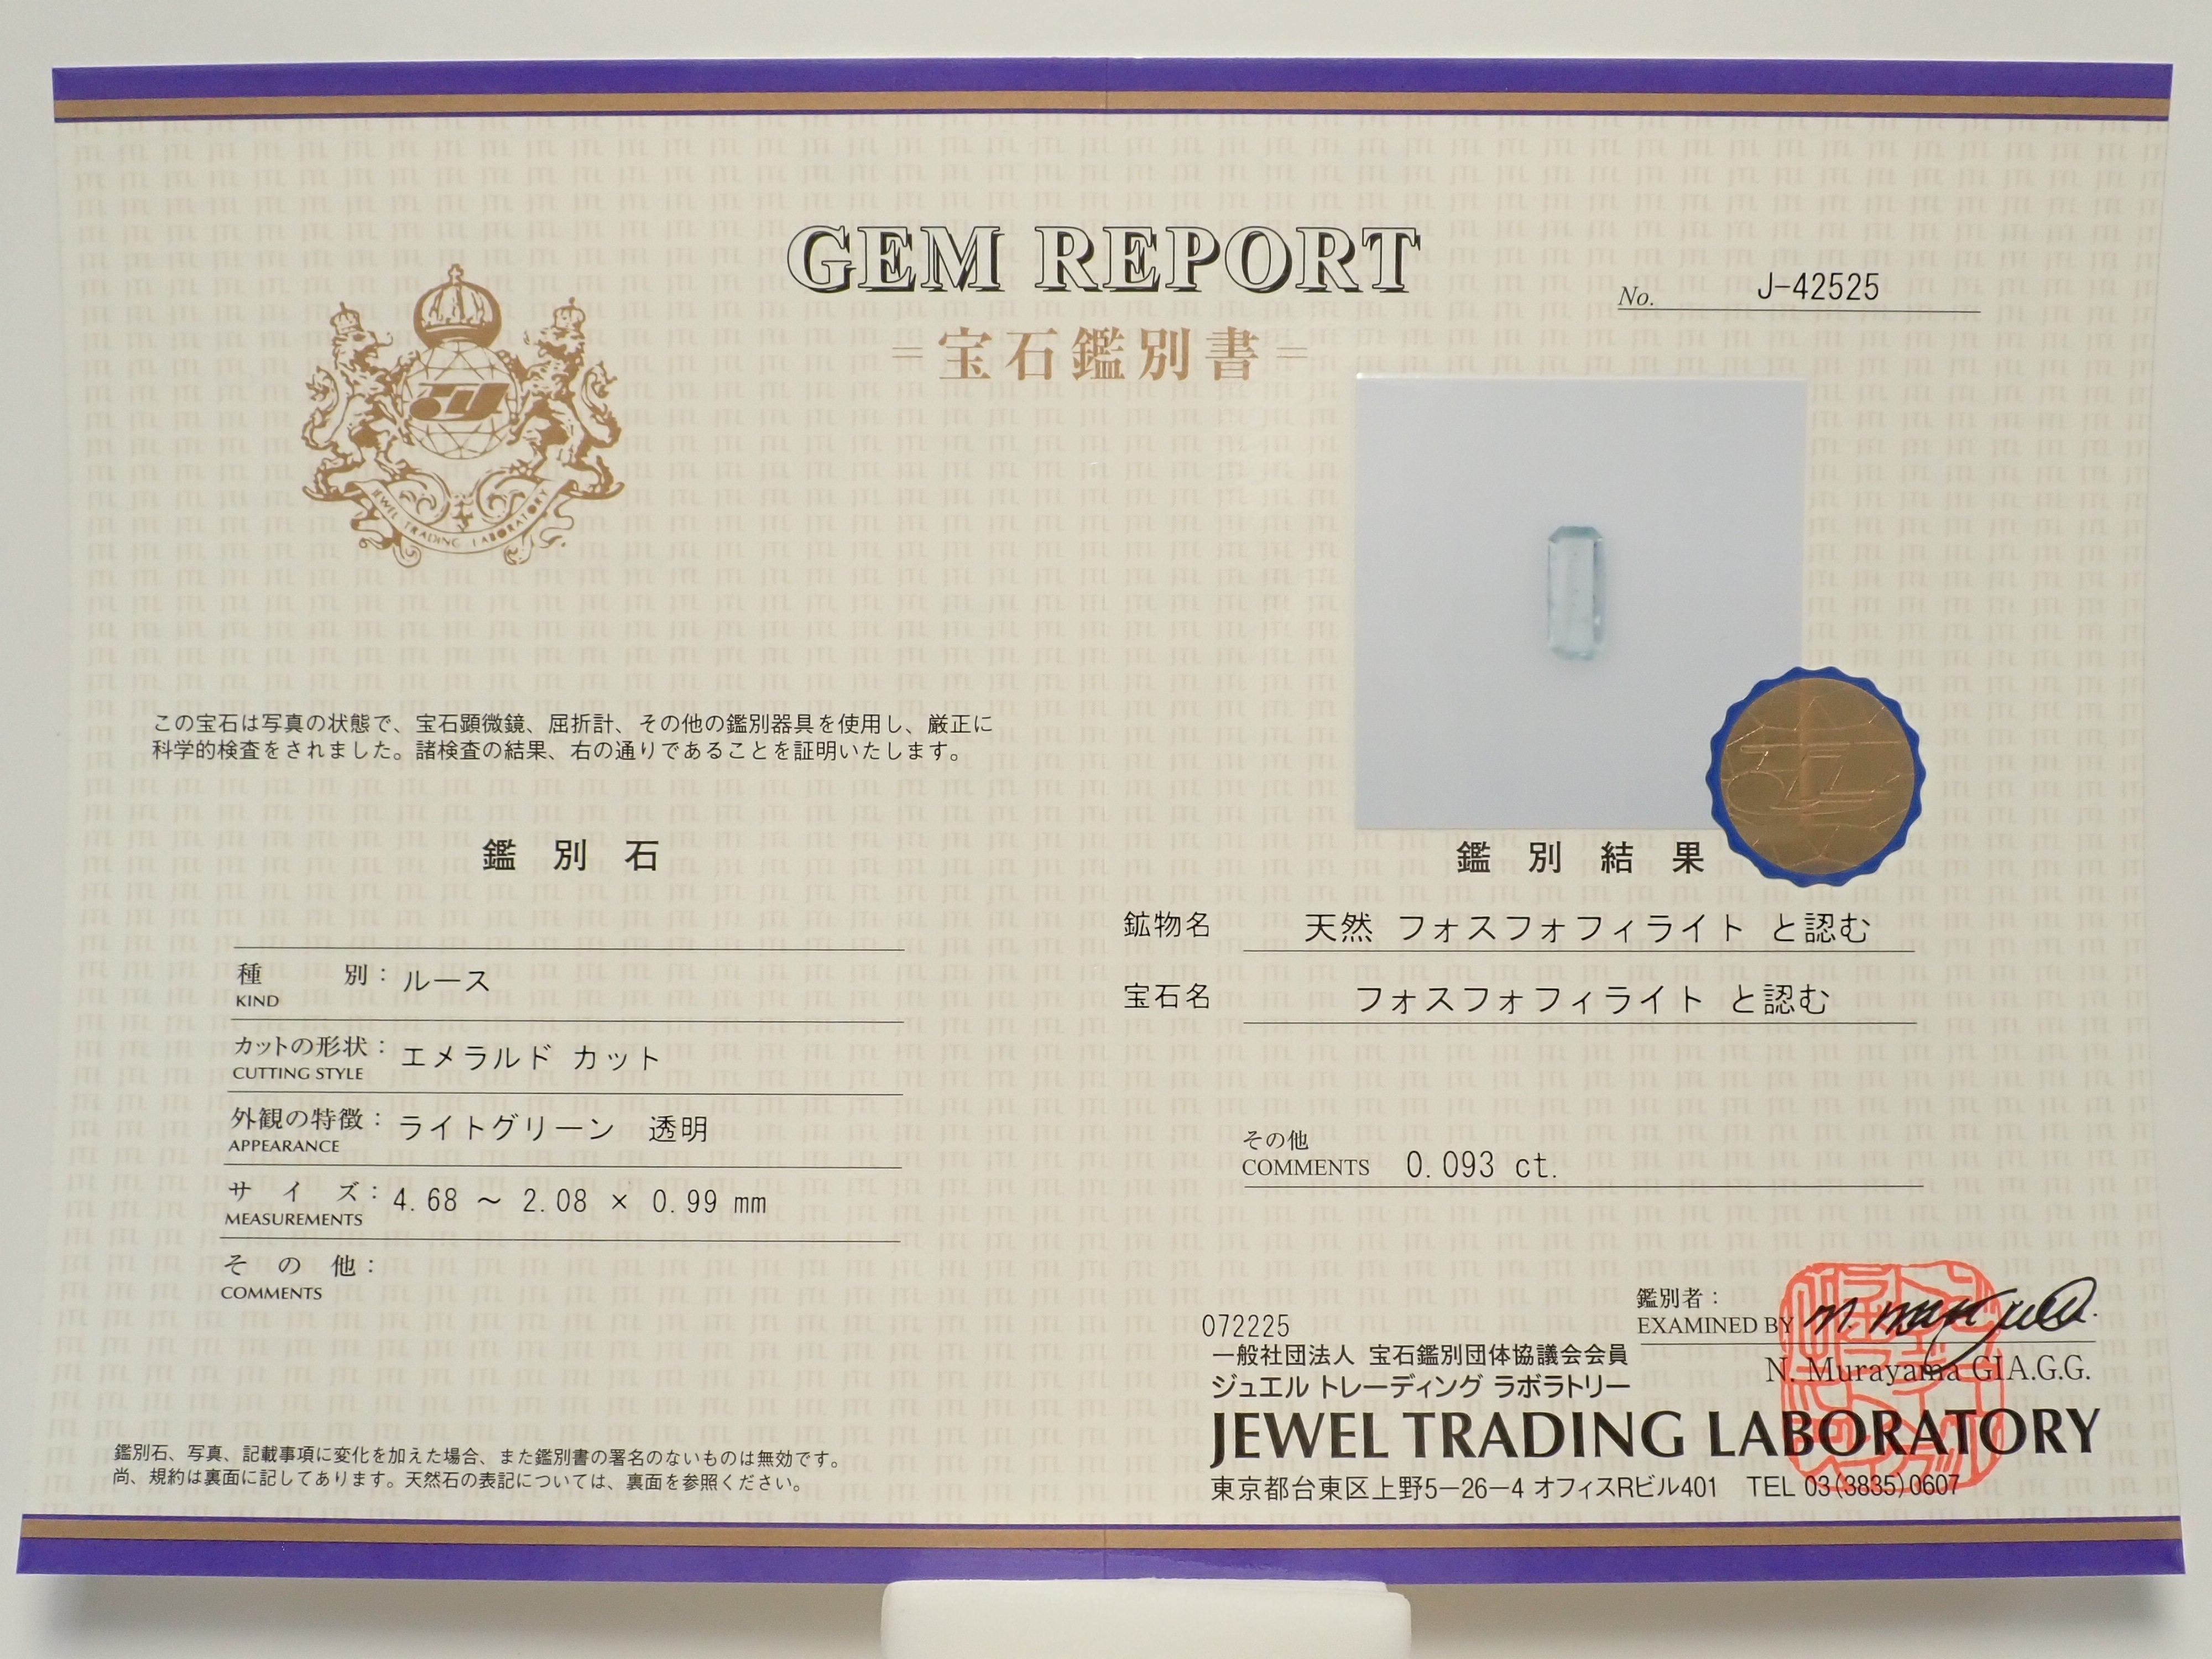 GEM REPORT
=宝石鑑別書=
No. J-42525
JEWEL TRADING LABORATORY
この宝石は写真の状態で、宝石顕微鏡、屈折計、その他の鑑別器具を使用し、厳正に
科学的検査をされました。諸検査の結果、右の通りであることを証明いたします。
鑑別石
種別: ルース
KIND
カットの形状: エメラルド カット
CUTTING STYLE
外観の特徴: ライトグリーン 透明
APPEARANCE
サイズ: 4.68 ~ 2.08 × 0.99 mm
MEASUREMENTS
その他:
COMMENTS
鑑別石、写真、記載事項に変化を加えた場合、また鑑別書の署名のないものは無効です。
尚、規約は裏面に記してあります。天然石の表記については、裏面を参照ください。
鑑別結果
鉱物名 天然 フォスフォフィライト と認む
宝石名 フォスフォフィライト と認む
その他
COMMENTS 0.093 ct.
鑑別者:
EXAMINED BY
N. Murayama GIA.G.G.
072225
一般社団法人 宝石鑑別団体協議会会員
ジュエル トレーディング ラボラトリー
JEWEL TRADING LABORATORY
東京都台東区上野5-26-4 オフィスRビル401 TEL 03(3835)0607